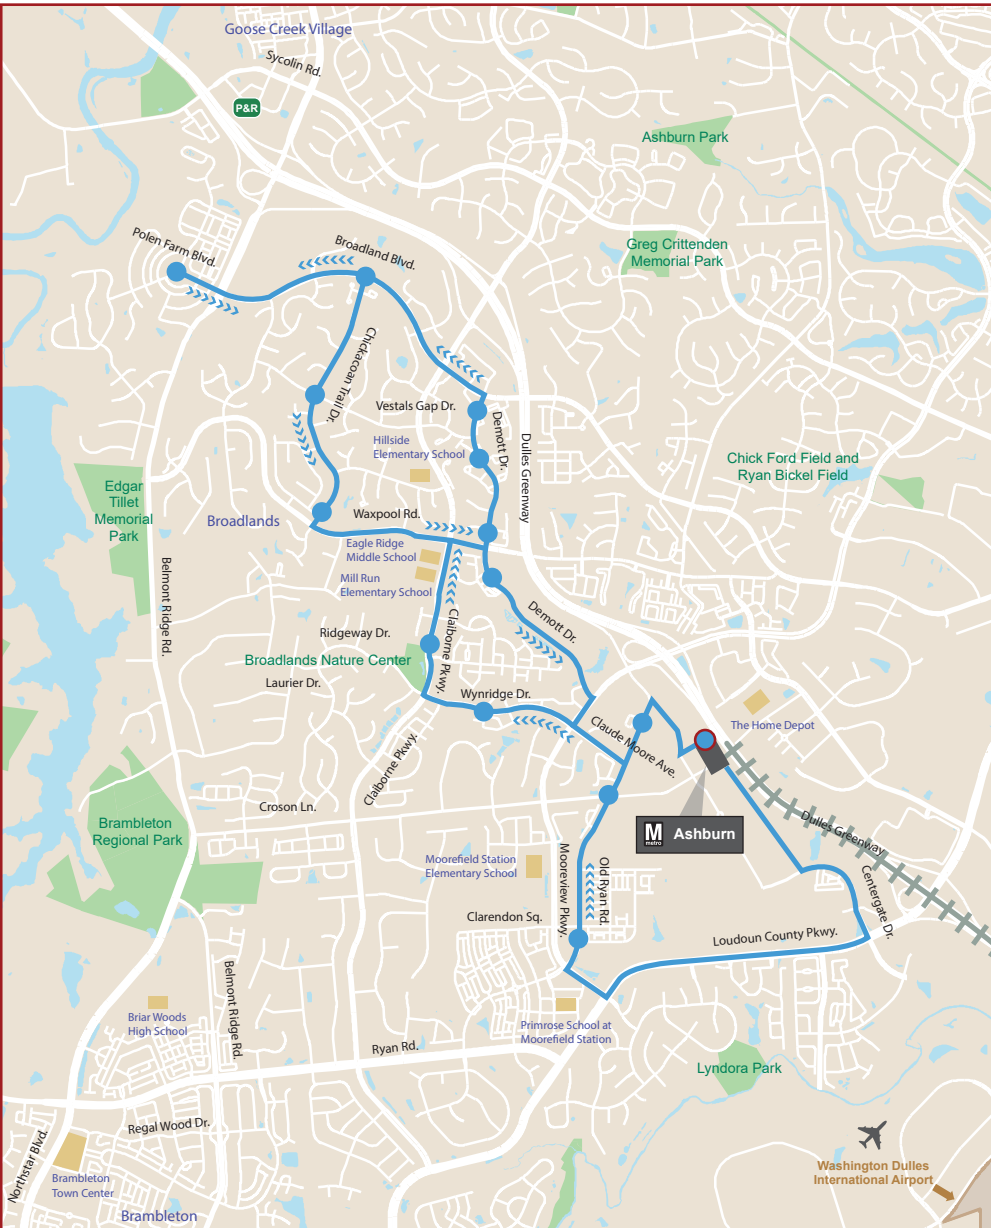 Goose Creek Village
Sycolin Rd.
P&R
Ashburn Park
Polen Farm Blvd.
Broadland Blvd.
Greg Crittenden
Memorial Park
Chickacoan Trail Dr.
Vestals Gap Dr.
Demott Dr.
Dulles Greenway
Hillside
Elementary School
Chick Ford Field and
Ryan Bickel Field
Edgar
Tillet
Memorial
Park
Broadlands
Waxpool Rd.
Eagle Ridge
Middle School
Mill Run
Elementary School
Belmont Ridge Rd.
Ridgeway Dr.
Claiborne Pkwy.
Demott Dr.
Broadlands Nature Center
Laurier Dr.
Wynridge Dr.
Claude Moore Ave.
The Home Depot
Claiborne Pkwy.
Croson Ln.
Brambleton
Regional Park
M
metro
Ashburn
Dulles Greenway
Moorefield Station
Elementary School
Mooreview Pkwy.
Old Ryan Rd.
Centergate Dr.
Clarendon Sq.
Loudoun County Pkwy.
Belmont Ridge Rd.
Briar Woods
High School
Primrose School at
Moorefield Station
Ryan Rd.
Lyndora Park
Regal Wood Dr.
Northstar Blvd.
Brambleton
Town Center
Washington Dulles
International Airport
Brambleton